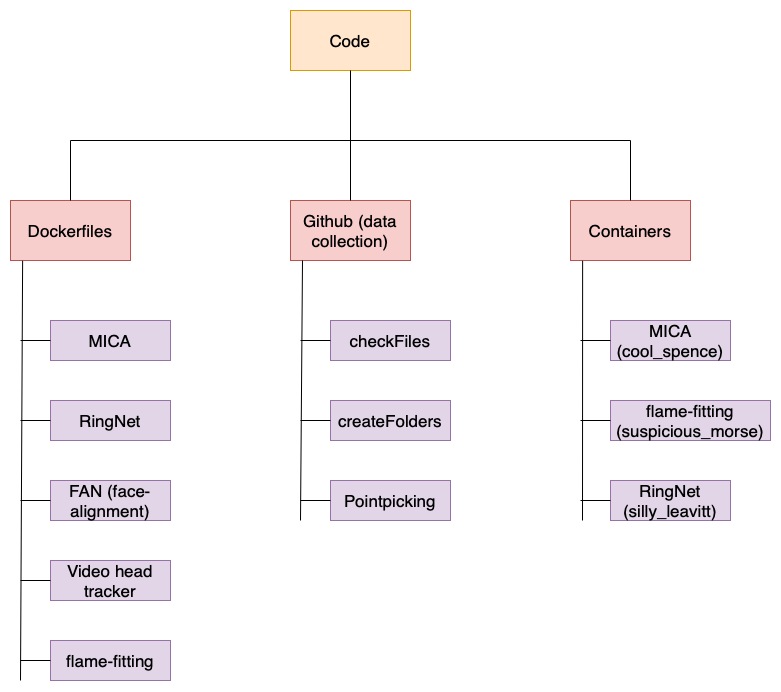 Code
Dockerfiles
Github (data
collection)
Containers
MICA
RingNet
FAN (face-
alignment)
Video head
tracker
flame-fitting
checkFiles
createFolders
Pointpicking
MICA
(cool_spence)
flame-fitting
(suspicious_morse)
RingNet
(silly_leavitt)